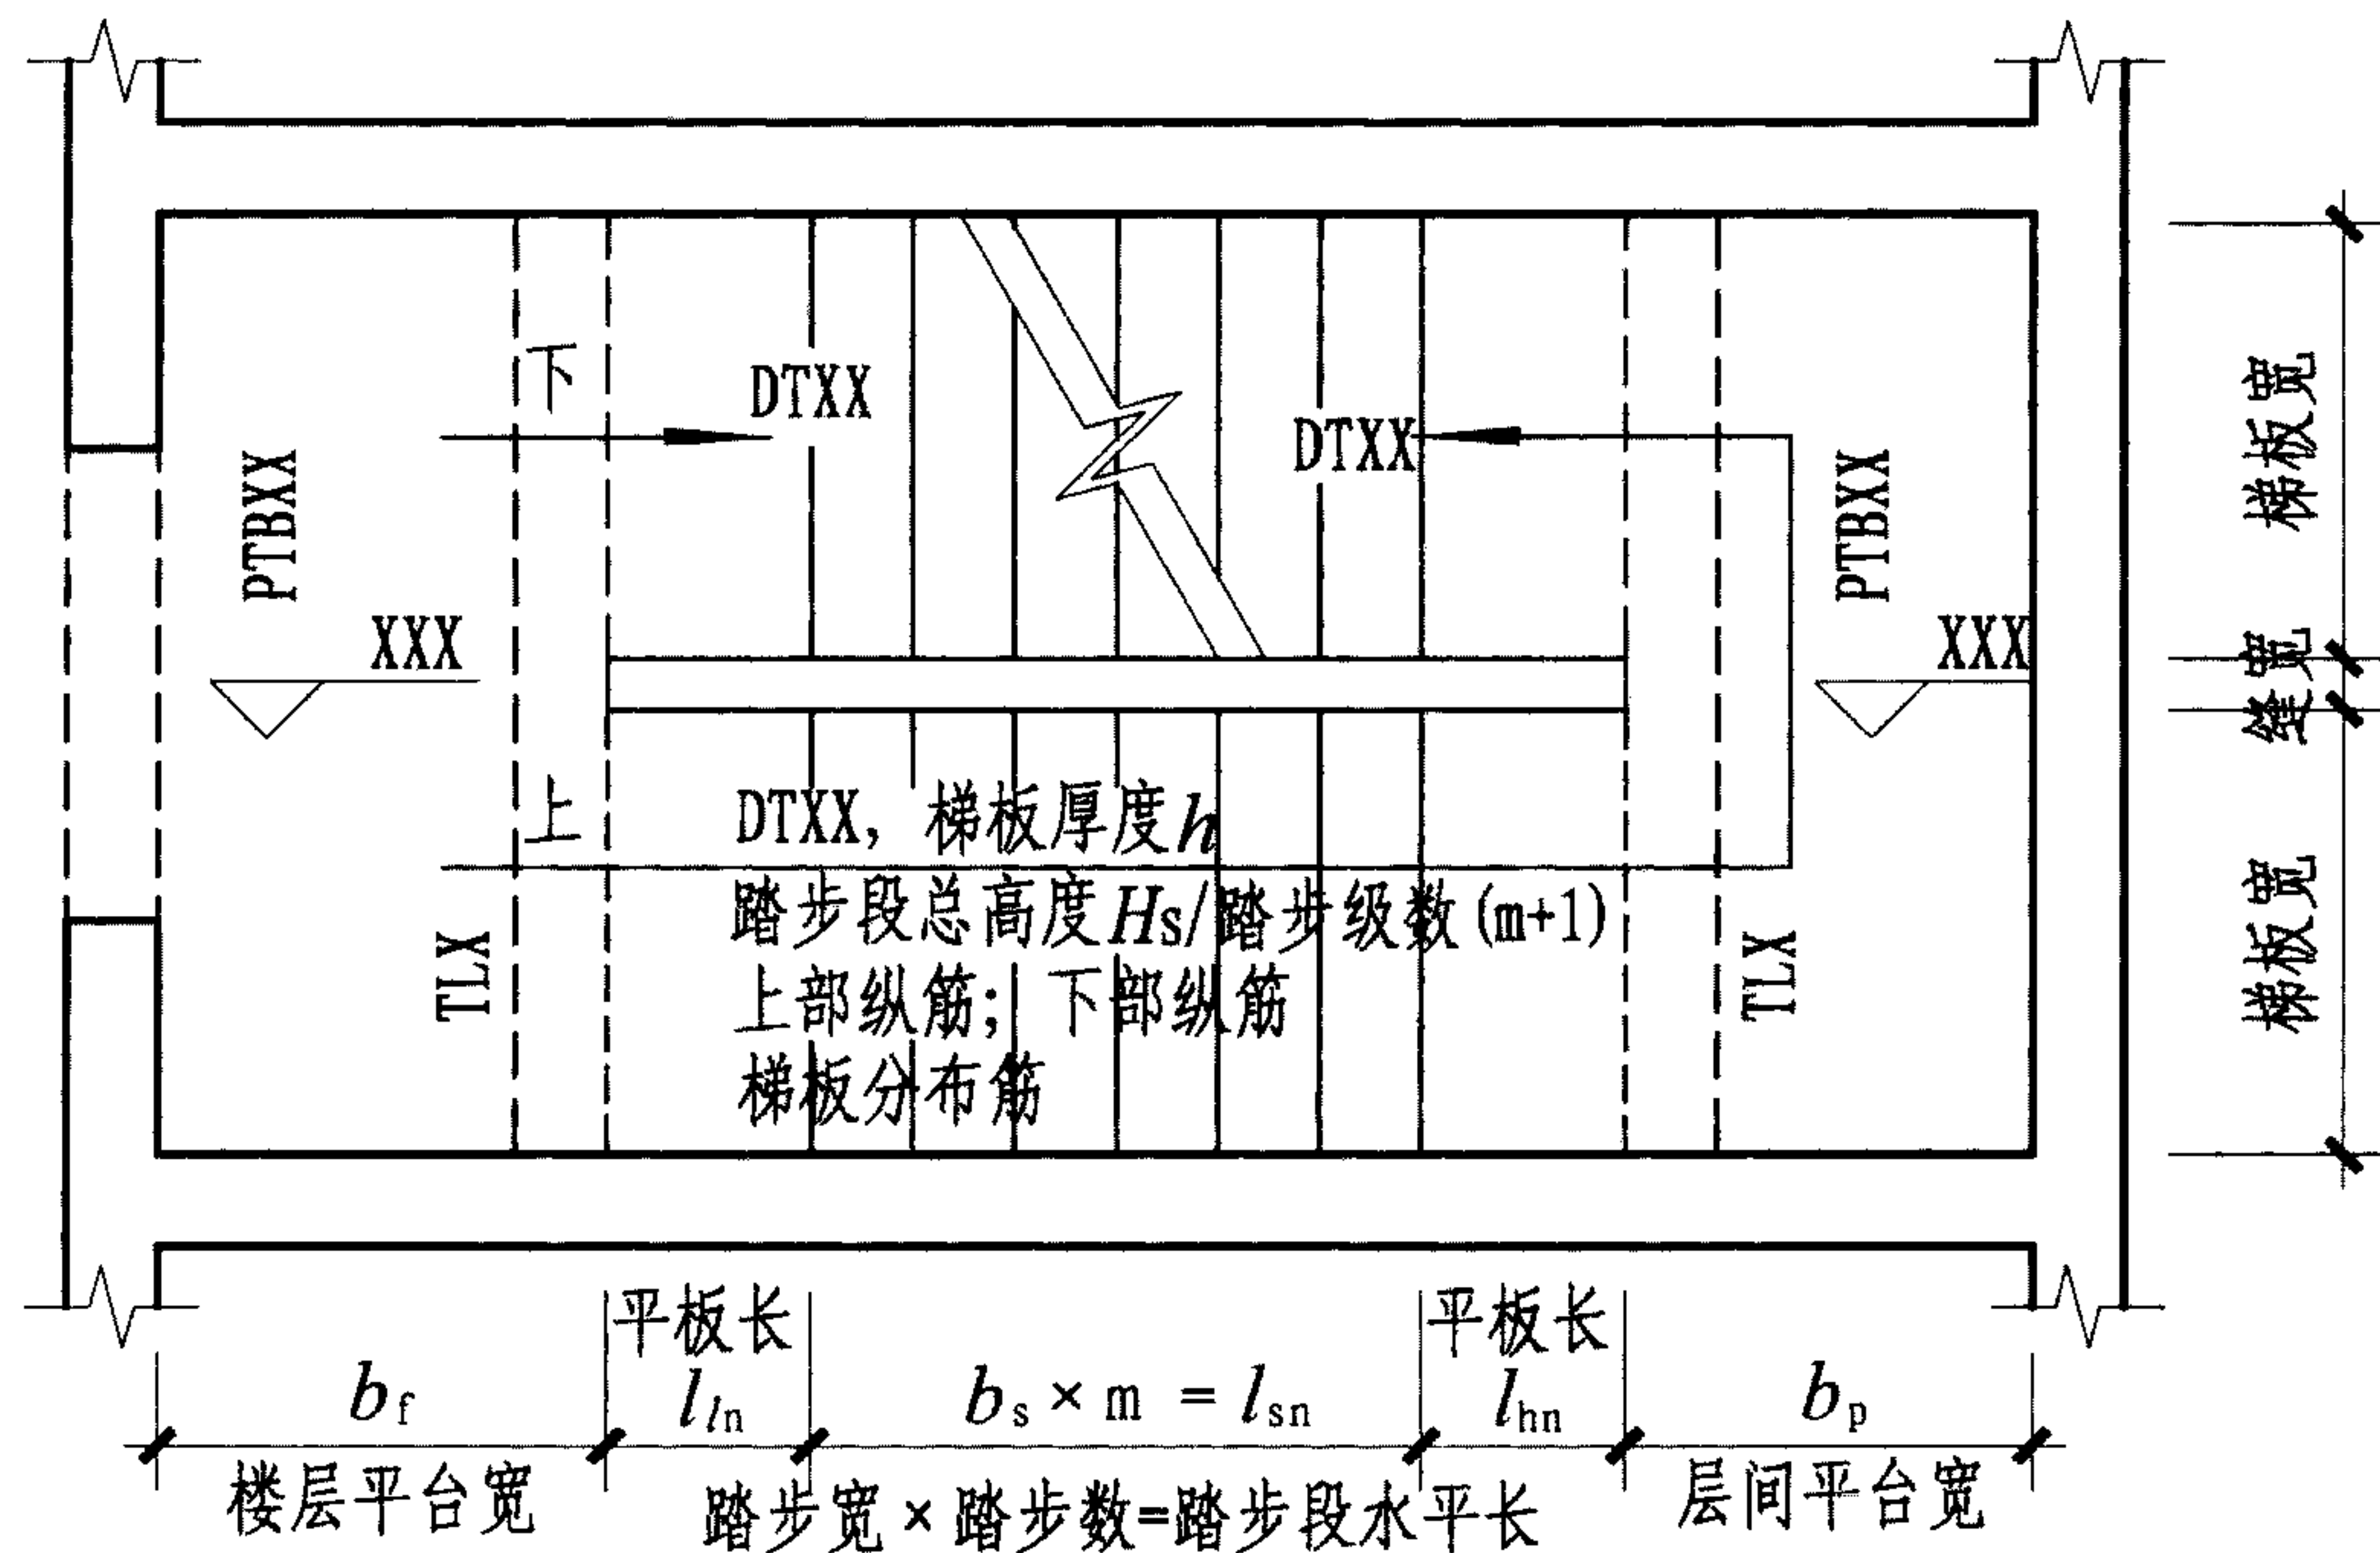 下
DTXX
DTXX
PTBXX
PTBXX
XXX
XXX
上
DTXX, 梯板厚度h
踏步段总高度Hs/踏步级数(m+1)
上部纵筋; 下部纵筋
梯板分布筋
TLX
TLX
梯板宽
缝宽
梯板宽
平板长
平板长
bf
lln
bs × m = lsn
lhn
bp
楼层平台宽
踏步宽×踏步数=踏步段水平长
层间平台宽